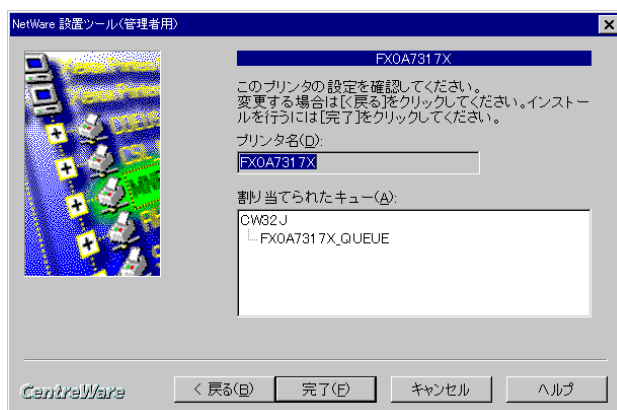 NetWare 設置ツール(管理者用)
FX0A7317X
このプリンタの設定を確認してください。
変更する場合は[<戻る]をクリックしてください。インストー
ルを行うには[完了]をクリックしてください。
プリンタ名(D):
FX0A7317X
割り当てられたキュー(A):
CW32J
FX0A7317X_QUEUE
CentreWare
< 戻る(B)
完了(F)
キャンセル
ヘルプ